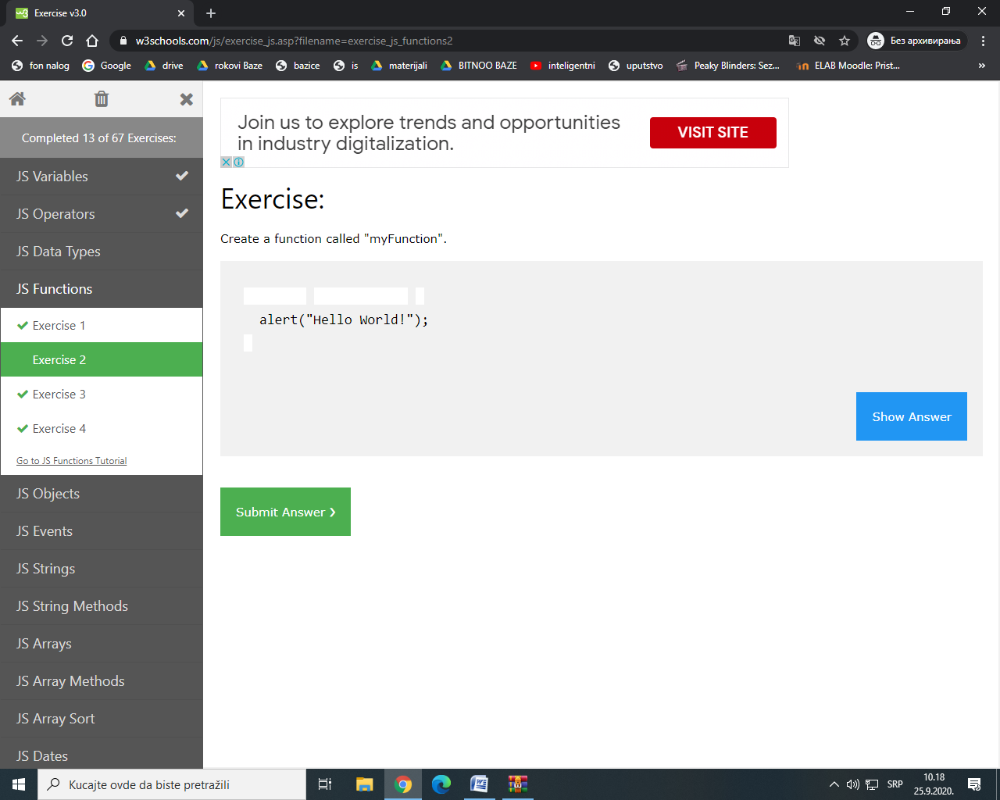 Exercise v3.0
w3schools.com/js/exercise_js.asp?filename=exercise_js_functions2
Без архивирања
fon nalog
Google
drive
rokovi Baze
bazice
is
materijali
BITNOO BAZE
inteligentni
uputstvo
Peaky Blinders: Sez...
ELAB Moodle: Prist...
»
Completed 13 of 67 Exercises:
JS Variables
JS Operators
JS Data Types
JS Functions
Exercise 1
Exercise 2
Exercise 3
Exercise 4
Go to JS Functions Tutorial
JS Objects
JS Events
JS Strings
JS String Methods
JS Arrays
JS Array Methods
JS Array Sort
JS Dates
Join us to explore trends and opportunities
in industry digitalization.
VISIT SITE
Exercise:
Create a function called "myFunction".
alert("Hello World!");
Show Answer
Submit Answer ❯
Kucajte ovde da biste pretražili
SRP
10.18
25.9.2020.